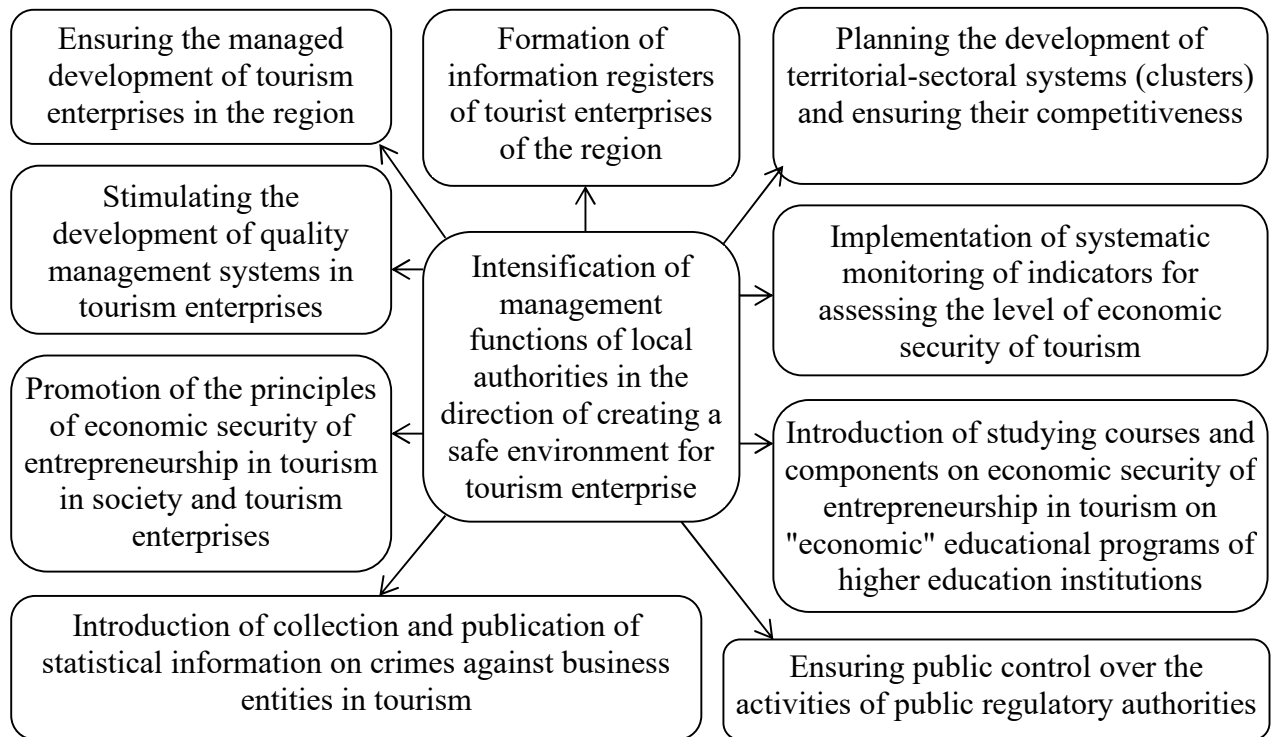 Ensuring the managed
development of tourism
enterprises in the region
Formation of
information registers
of tourist enterprises
of the region
Planning the development of
territorial-sectoral systems (clusters)
and ensuring their competitiveness
Stimulating the
development of quality
management systems in
tourism enterprises
Intensification of
management
functions of local
authorities in the
direction of creating a
safe environment for
tourism enterprise
Implementation of systematic
monitoring of indicators for
assessing the level of economic
security of tourism
Promotion of the principles
of economic security of
entrepreneurship in tourism
in society and tourism
enterprises
Introduction of studying courses and
components on economic security of
entrepreneurship in tourism on
"economic" educational programs of
higher education institutions
Introduction of collection and publication of
statistical information on crimes against business
entities in tourism
Ensuring public control over the
activities of public regulatory authorities